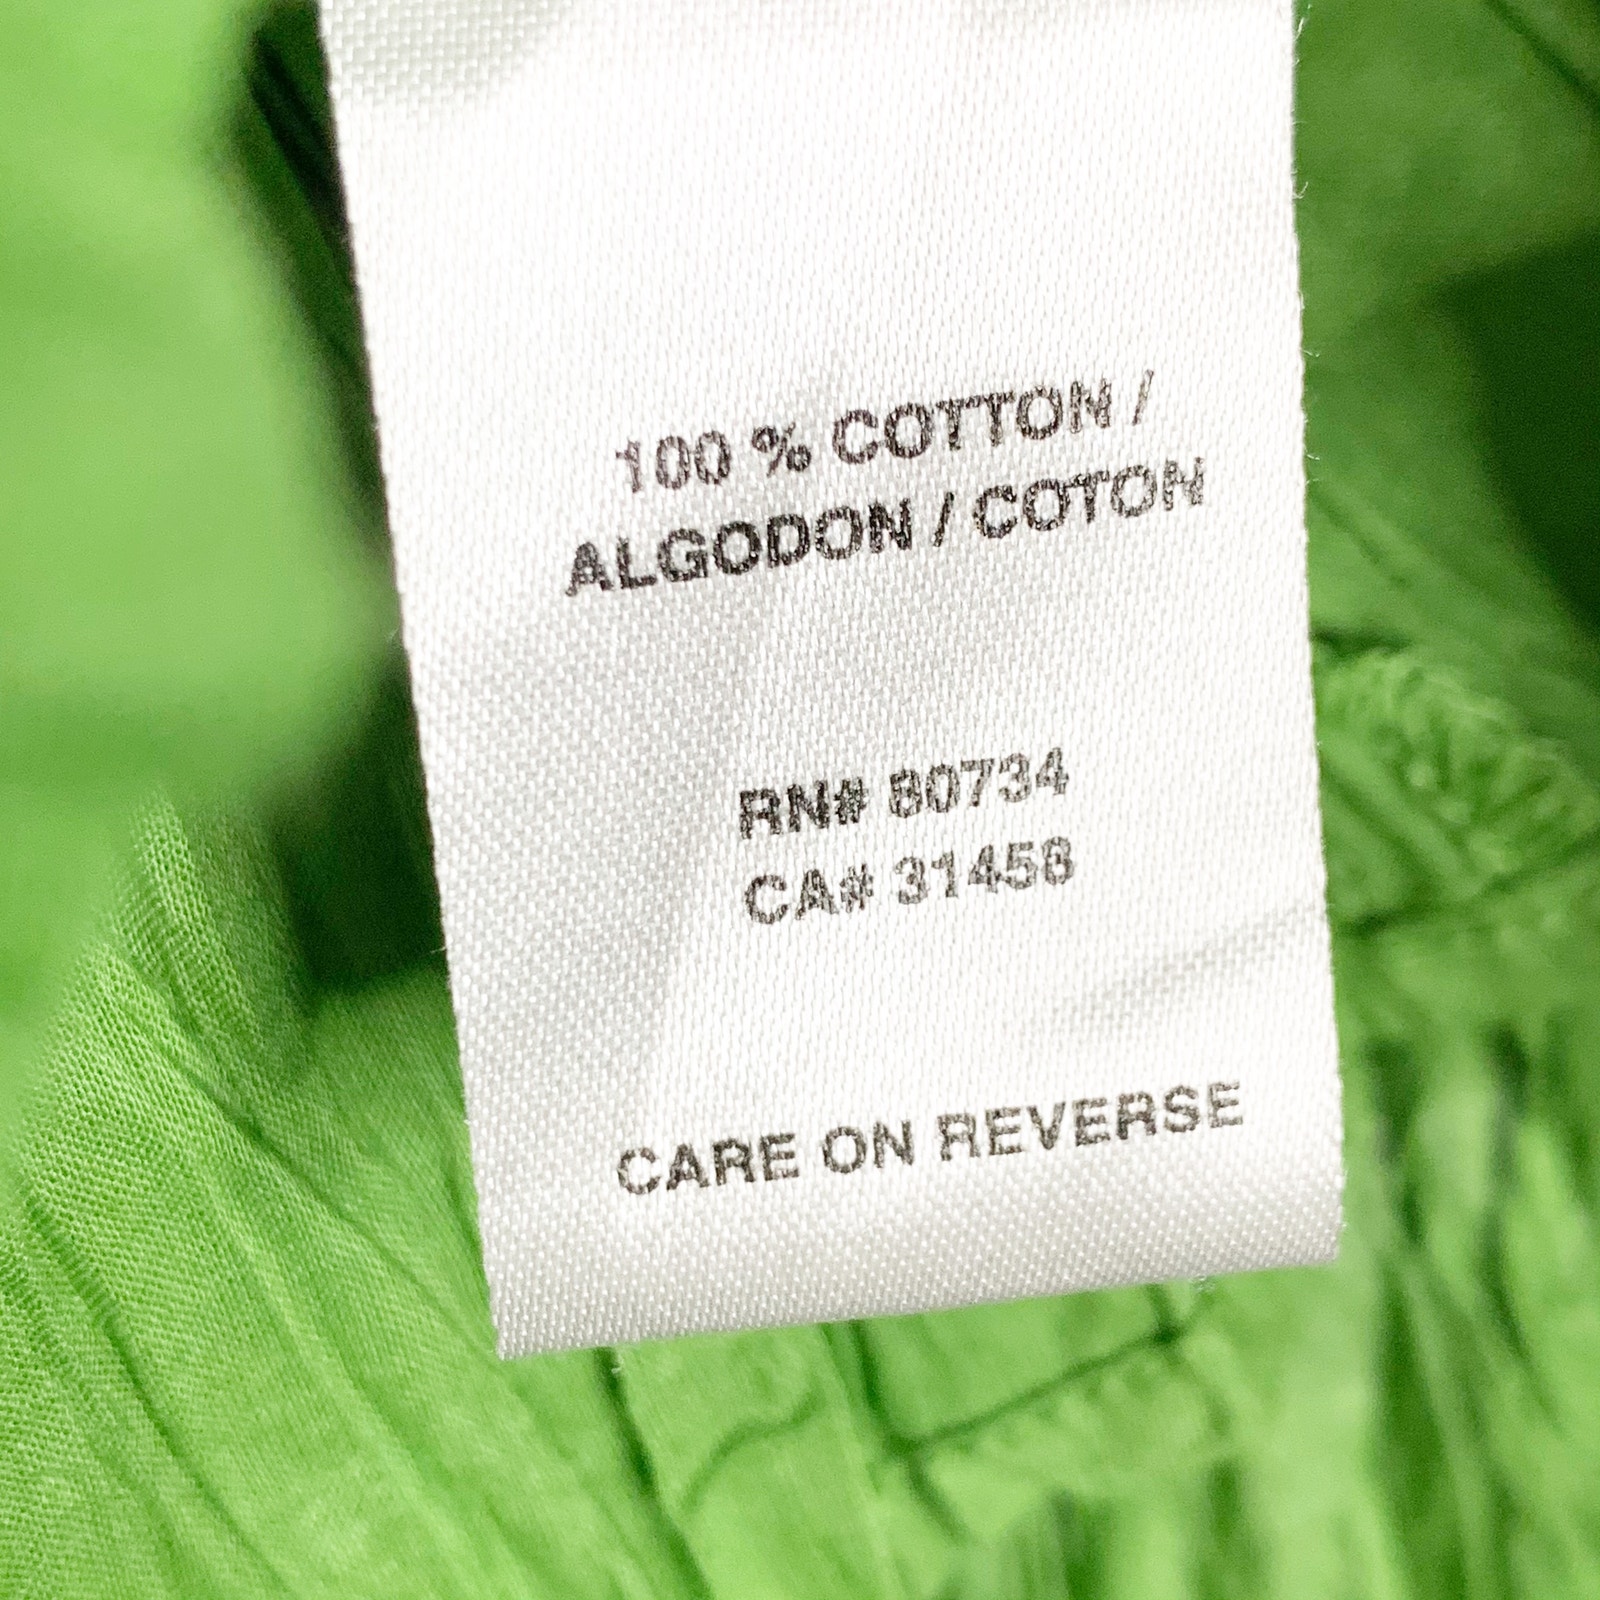 100 % COTTON /
ALGODON / COTON
RN# 80734
CA# 31458
CARE ON REVERSE